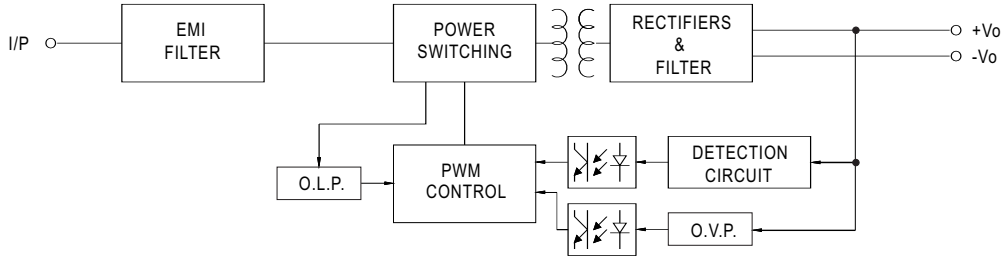 I/P
EMI
FILTER
POWER
SWITCHING
RECTIFIERS
&
FILTER
+Vo
-Vo
O.L.P.
PWM
CONTROL
DETECTION
CIRCUIT
O.V.P.